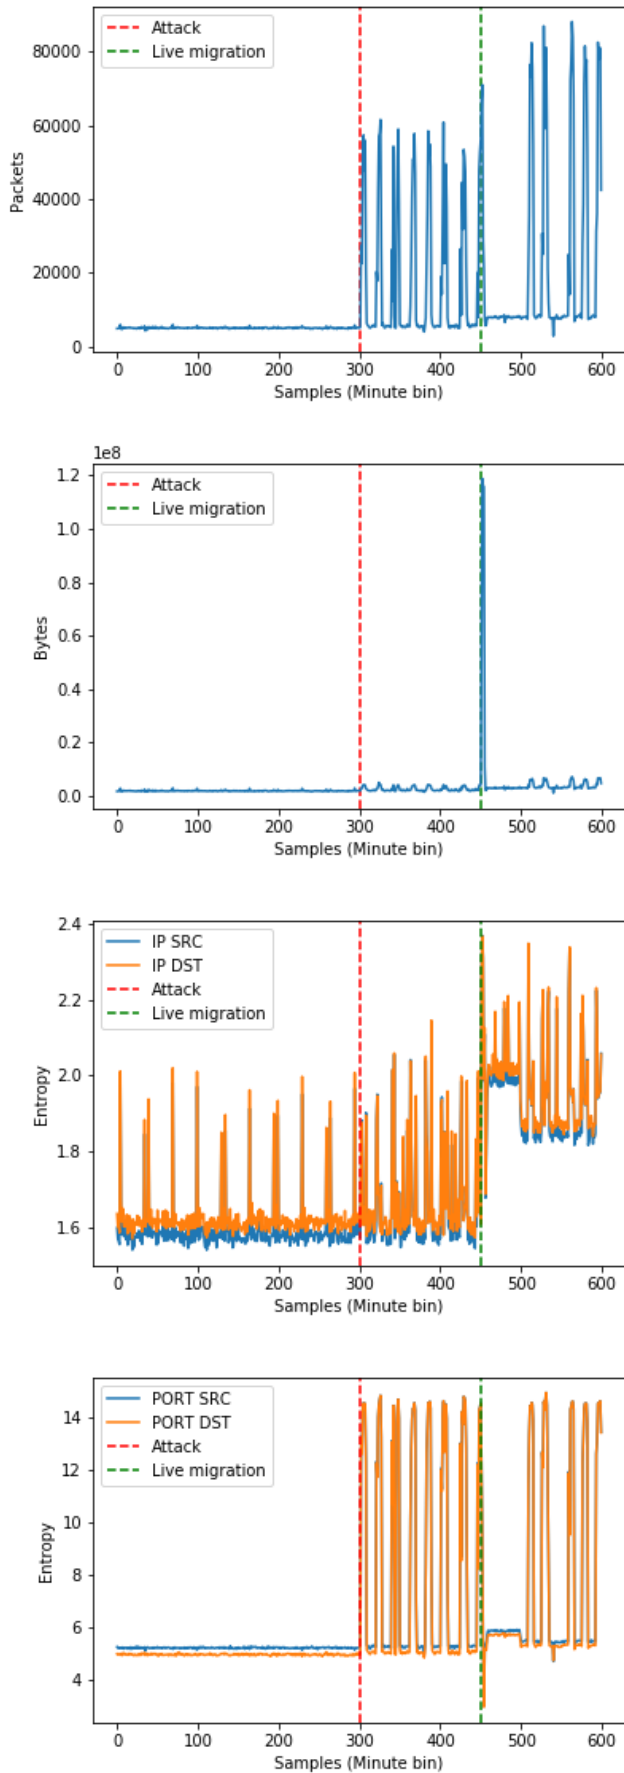 Attack
Live migration
80000
60000
40000
20000
0
Packets
0 100 200 300 400 500 600
Samples (Minute bin)
1e8
Attack
Live migration
1.2
1.0
0.8
0.6
0.4
0.2
0.0
Bytes
0 100 200 300 400 500 600
Samples (Minute bin)
IP SRC
IP DST
Attack
Live migration
2.4
2.2
2.0
1.8
1.6
Entropy
0 100 200 300 400 500 600
Samples (Minute bin)
PORT SRC
PORT DST
Attack
Live migration
14
12
10
8
6
4
Entropy
0 100 200 300 400 500 600
Samples (Minute bin)